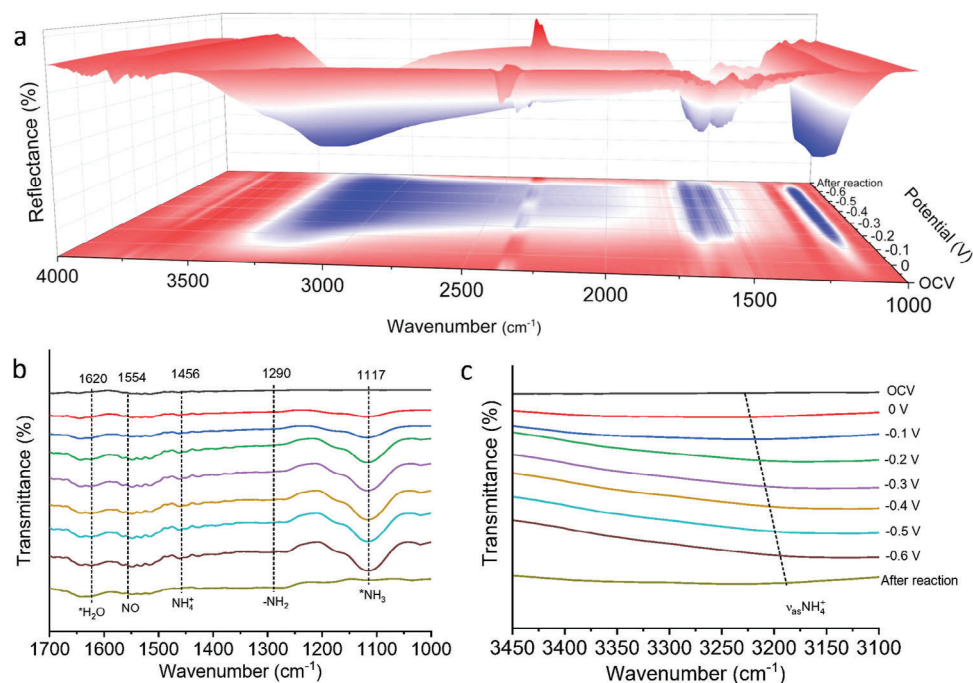 a
Reflectance (%)
After reaction
-0.6
-0.5
-0.4
-0.3
-0.2
-0.1
0
OCV
Potential (V)
4000 3500 3000 2500 2000 1500 1000
Wavenumber (cm⁻¹)
b
1620 1554 1456 1290 1117
Transmittance (%)
*H₂O NO NH₄⁺ -NH₂ *NH₃
1700 1600 1500 1400 1300 1200 1100 1000
Wavenumber (cm⁻¹)
c
Transmittance (%)
OCV
0 V
-0.1 V
-0.2 V
-0.3 V
-0.4 V
-0.5 V
-0.6 V
After reaction
νₐₛNH₄⁺
3450 3400 3350 3300 3250 3200 3150 3100
Wavenumber (cm⁻¹)